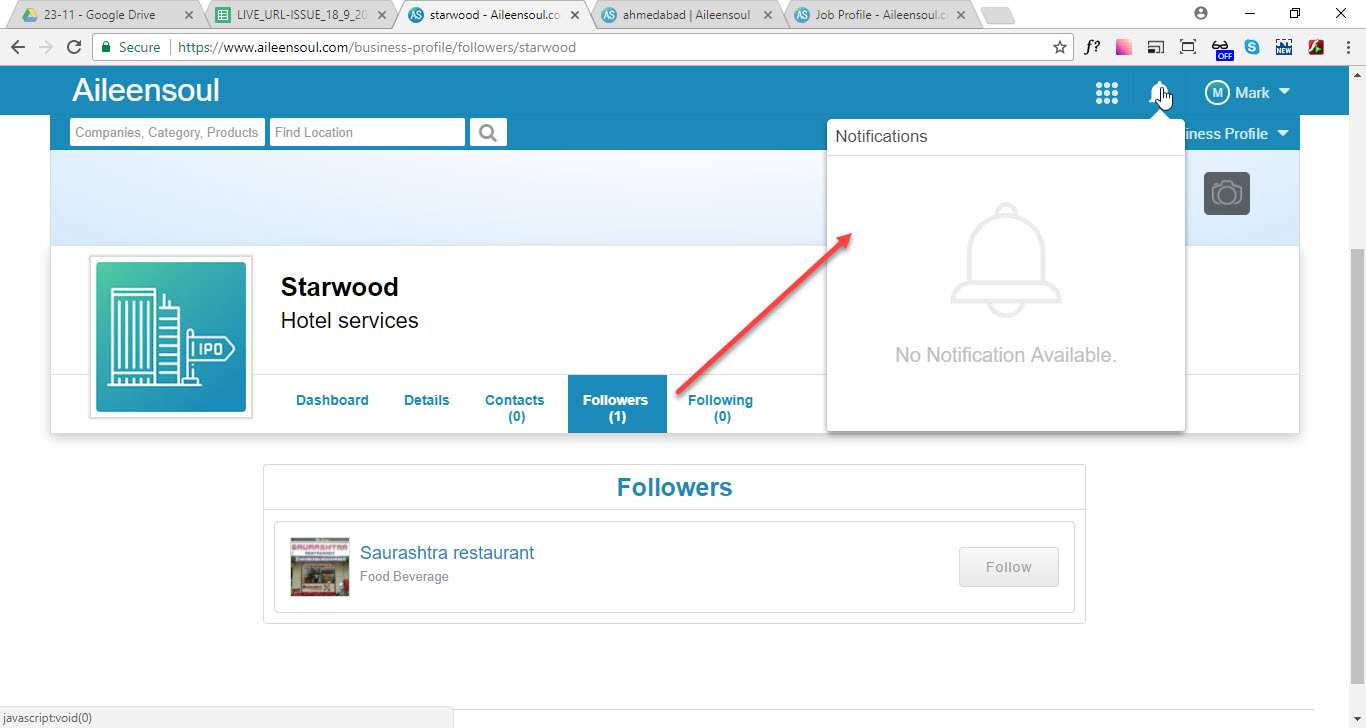 23-11 - Google Drive
LIVE_URL-ISSUE_18_9_20
AS
starwood - Aileensoul.co
AS
ahmedabad | Aileensoul
AS
Job Profile - Aileensoul.c
Secure
https://www.aileensoul.com/business-profile/followers/starwood
f?
OFF
NEW
Aileensoul
M
Mark
Companies, Category, Products
Find Location
Notifications
iness Profile
Starwood
Hotel services
IPO
No Notification Available.
Dashboard
Details
Contacts
(0)
Followers
(1)
Following
(0)
Followers
SAURASHTRA
Saurashtra restaurant
Food Beverage
Follow
javascript:void(0)